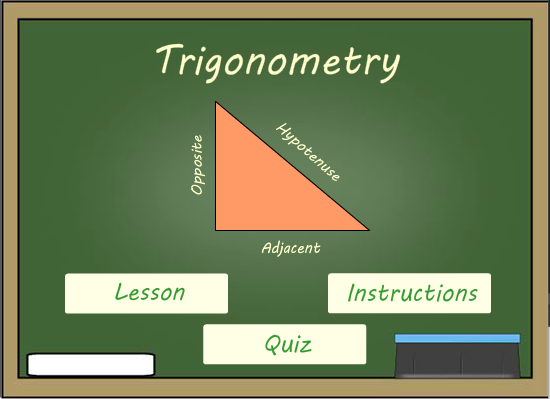 Trigonometry
Hypotenuse
Opposite
Adjacent
Lesson
Instructions
Quiz